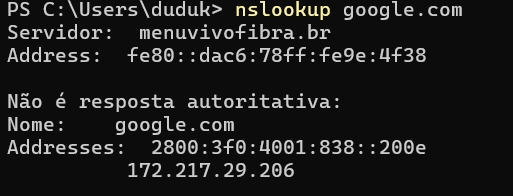 PS C:\Users\duduk> nslookup google.com
Servidor:  menuvivofibra.br
Address:  fe80::dac6:78ff:fe9e:4f38

Não é resposta autoritativa:
Nome:    google.com
Addresses:  2800:3f0:4001:838::200e
          172.217.29.206